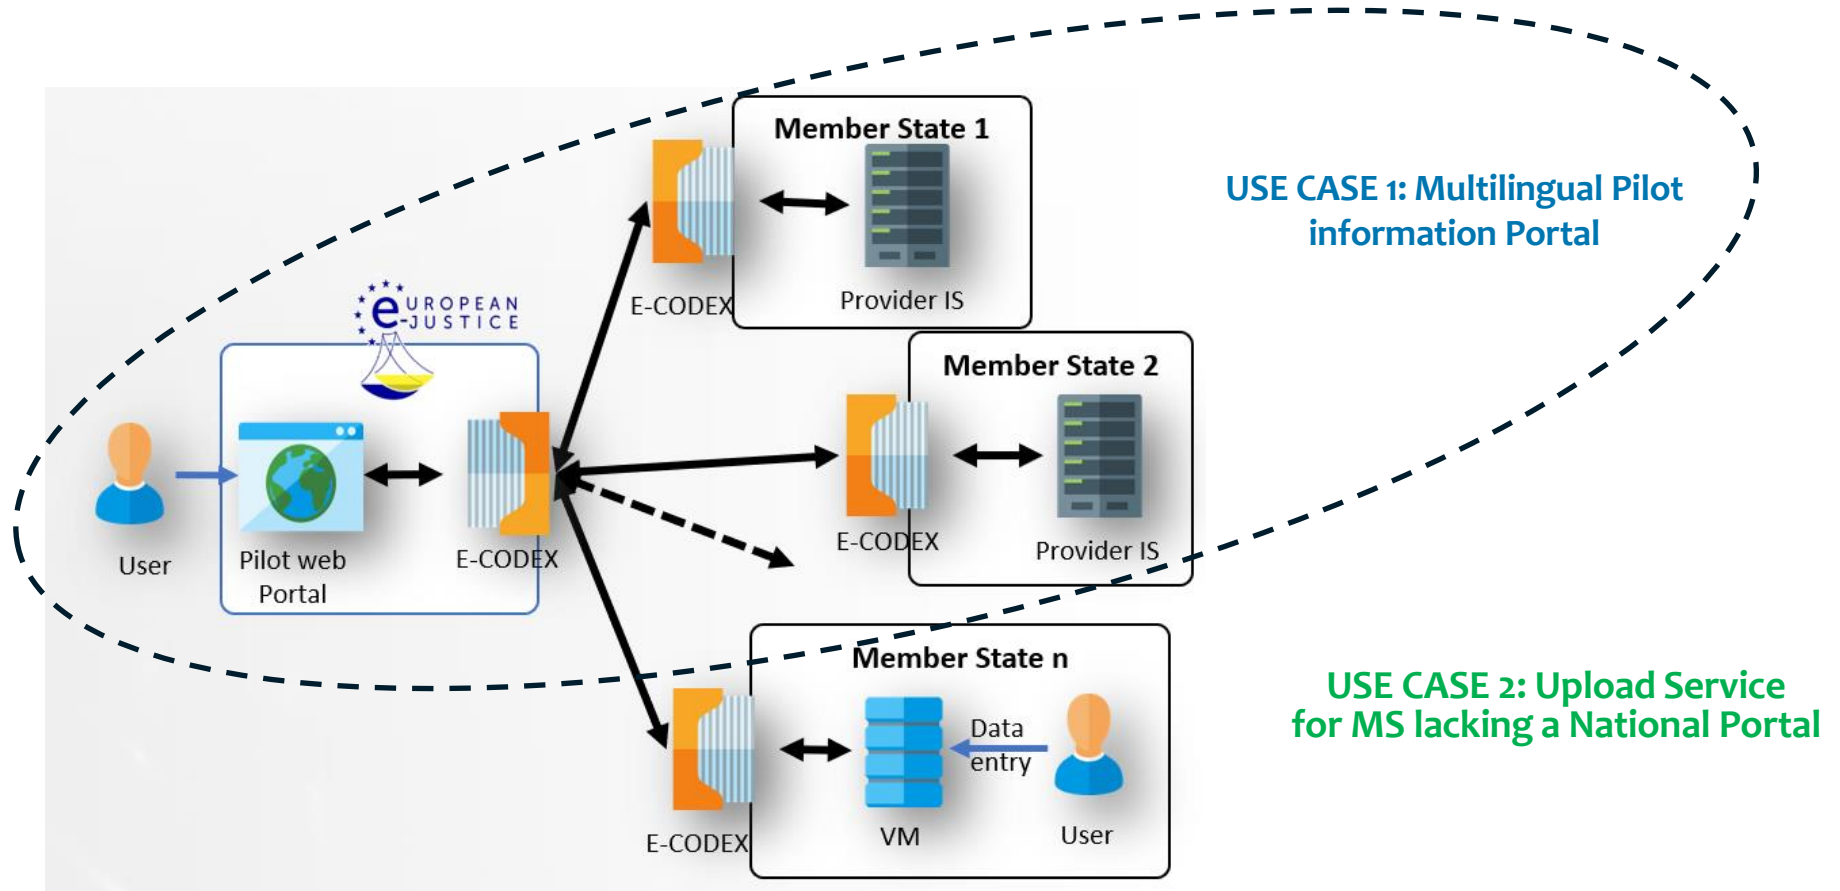 Member State 1
USE CASE 1: Multilingual Pilot
information Portal
E-CODEX
Provider IS
EUROPEAN
e-JUSTICE
Member State 2
User
Pilot web
Portal
E-CODEX
E-CODEX
Provider IS
Member State n
USE CASE 2: Upload Service
for MS lacking a National Portal
Data
entry
E-CODEX
VM
User